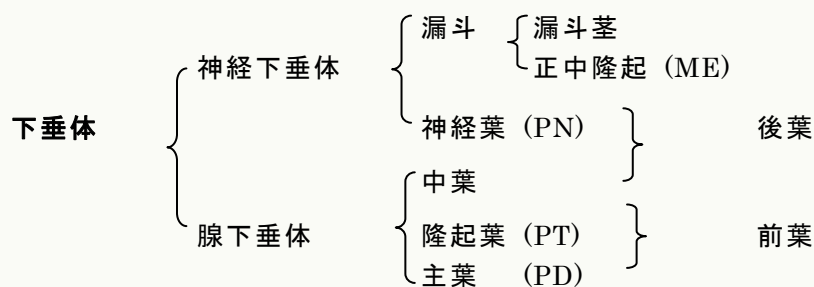 漏斗 漏斗茎
神経下垂体 正中隆起 (ME)
下垂体 神経葉 (PN) 後葉
中葉
腺下垂体 隆起葉 (PT) 前葉
主葉 (PD)